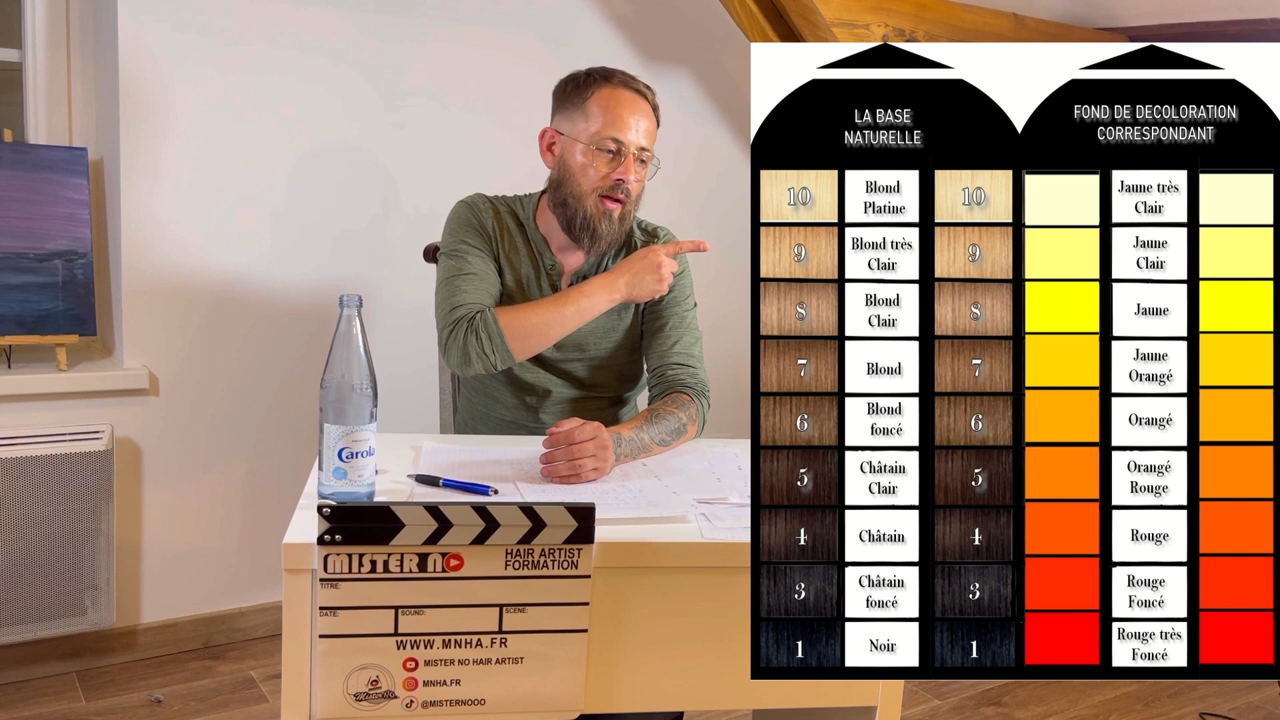 LA BASE
NATURELLE
FOND DE DECOLORATION
CORRESPONDANT
10
Blond
Platine
10
Jaune très
Clair
9
Blond très
Clair
9
Jaune
Clair
8
Blond
Clair
8
Jaune
7
Blond
7
Jaune
Orangé
6
Blond
foncé
6
Orangé
5
Châtain
Clair
5
Orangé
Rouge
4
Châtain
4
Rouge
3
Châtain
foncé
3
Rouge
Foncé
1
Noir
1
Rouge très
Foncé
Carola
MISTER NO
HAIR ARTIST
FORMATION
TITRE:
DATE:
SOUND:
SCENE:
WWW.MNHA.FR
MISTER NO HAIR ARTIST
MNHA.FR
@MISTERNOOO
Mister NO